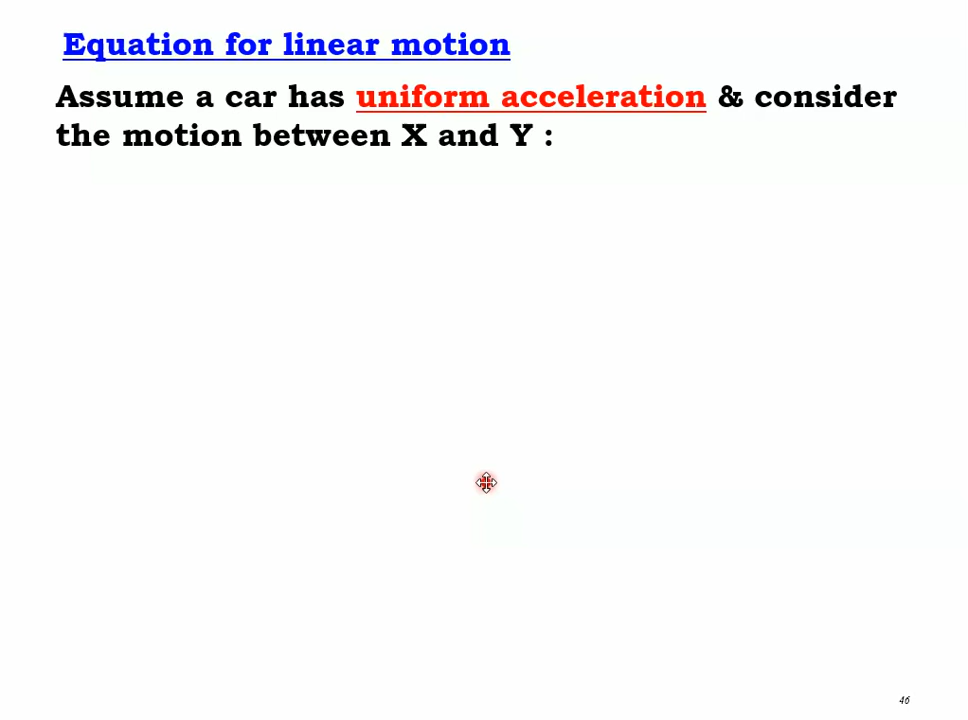 Equation for linear motion
Assume a car has uniform acceleration & consider
the motion between X and Y :
46